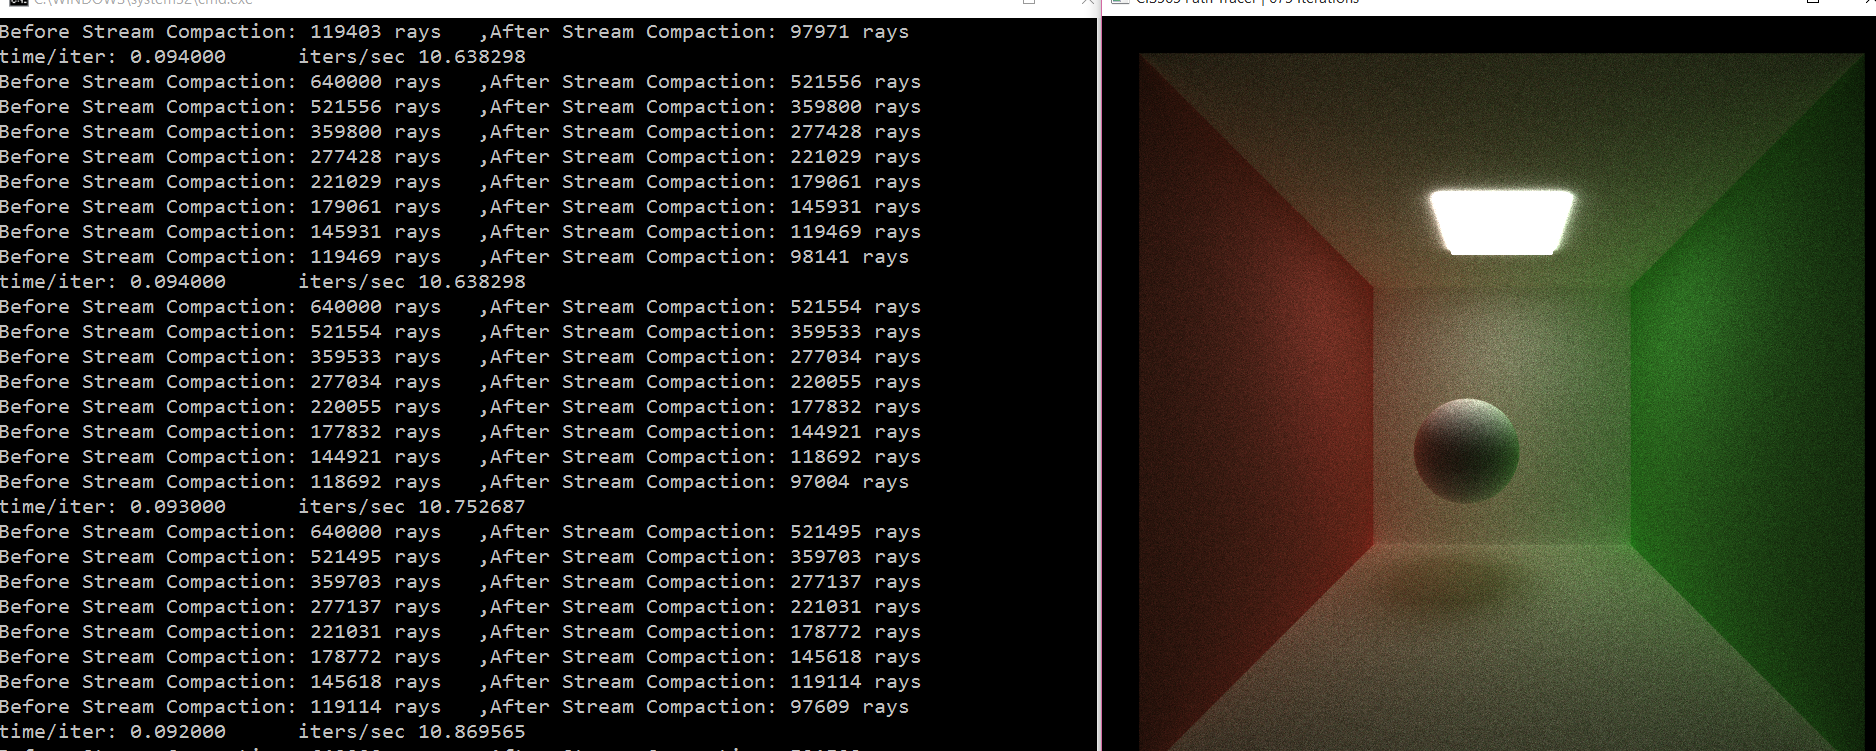 C:\WINDOWS\system32\cmd.exe
Before Stream Compaction: 119403 rays   ,After Stream Compaction: 97971 rays
time/iter: 0.094000      iters/sec 10.638298
Before Stream Compaction: 640000 rays   ,After Stream Compaction: 521556 rays
Before Stream Compaction: 521556 rays   ,After Stream Compaction: 359800 rays
Before Stream Compaction: 359800 rays   ,After Stream Compaction: 277428 rays
Before Stream Compaction: 277428 rays   ,After Stream Compaction: 221029 rays
Before Stream Compaction: 221029 rays   ,After Stream Compaction: 179061 rays
Before Stream Compaction: 179061 rays   ,After Stream Compaction: 145931 rays
Before Stream Compaction: 145931 rays   ,After Stream Compaction: 119469 rays
Before Stream Compaction: 119469 rays   ,After Stream Compaction: 98141 rays
time/iter: 0.094000      iters/sec 10.638298
Before Stream Compaction: 640000 rays   ,After Stream Compaction: 521554 rays
Before Stream Compaction: 521554 rays   ,After Stream Compaction: 359533 rays
Before Stream Compaction: 359533 rays   ,After Stream Compaction: 277034 rays
Before Stream Compaction: 277034 rays   ,After Stream Compaction: 220055 rays
Before Stream Compaction: 220055 rays   ,After Stream Compaction: 177832 rays
Before Stream Compaction: 177832 rays   ,After Stream Compaction: 144921 rays
Before Stream Compaction: 144921 rays   ,After Stream Compaction: 118692 rays
Before Stream Compaction: 118692 rays   ,After Stream Compaction: 97004 rays
time/iter: 0.093000      iters/sec 10.752687
Before Stream Compaction: 640000 rays   ,After Stream Compaction: 521495 rays
Before Stream Compaction: 521495 rays   ,After Stream Compaction: 359703 rays
Before Stream Compaction: 359703 rays   ,After Stream Compaction: 277137 rays
Before Stream Compaction: 277137 rays   ,After Stream Compaction: 221031 rays
Before Stream Compaction: 221031 rays   ,After Stream Compaction: 178772 rays
Before Stream Compaction: 178772 rays   ,After Stream Compaction: 145618 rays
Before Stream Compaction: 145618 rays   ,After Stream Compaction: 119114 rays
Before Stream Compaction: 119114 rays   ,After Stream Compaction: 97609 rays
time/iter: 0.092000      iters/sec 10.869565
Path Tracer | Iterations